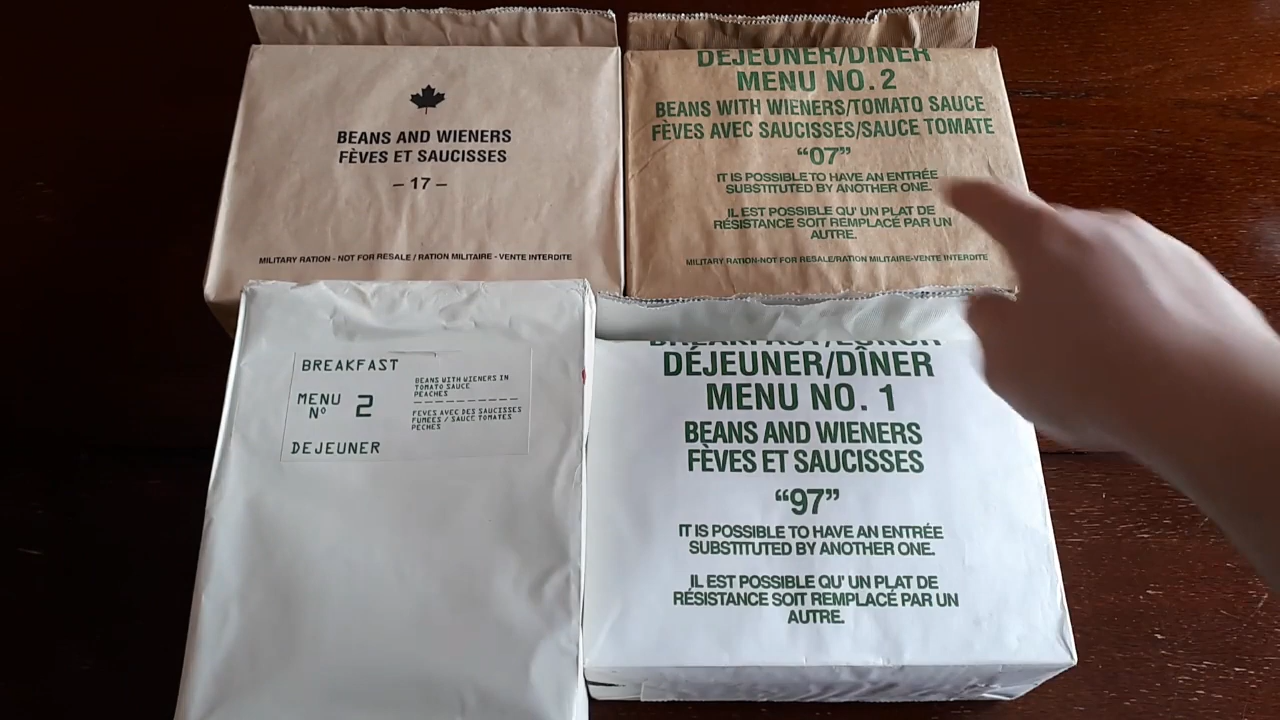 BEANS AND WIENERS
FÈVES ET SAUCISSES
– 17 –
MILITARY RATION - NOT FOR RESALE / RATION MILITAIRE - VENTE INTERDITE
DÉJEUNER/DÎNER
MENU NO. 2
BEANS WITH WIENERS/TOMATO SAUCE
FÈVES AVEC SAUCISSES/SAUCE TOMATE
“07”
IT IS POSSIBLE TO HAVE AN ENTRÉE
SUBSTITUTED BY ANOTHER ONE.
IL EST POSSIBLE QU' UN PLAT DE
RÉSISTANCE SOIT REMPLACÉ PAR UN
AUTRE.
MILITARY RATION-NOT FOR RESALE/RATION MILITAIRE-VENTE INTERDITE
BREAKFAST
MENU
Nº 2
DEJEUNER
BEANS WITH WIENERS IN
TOMATO SAUCE
PEACHES
FEVES AVEC DES SAUCISSES
FUMEES / SAUCE TOMATES
PECHES
BREAKFAST/LUNCH
DÉJEUNER/DÎNER
MENU NO. 1
BEANS AND WIENERS
FÈVES ET SAUCISSES
“97”
IT IS POSSIBLE TO HAVE AN ENTRÉE
SUBSTITUTED BY ANOTHER ONE.
IL EST POSSIBLE QU' UN PLAT DE
RÉSISTANCE SOIT REMPLACÉ PAR UN
AUTRE.